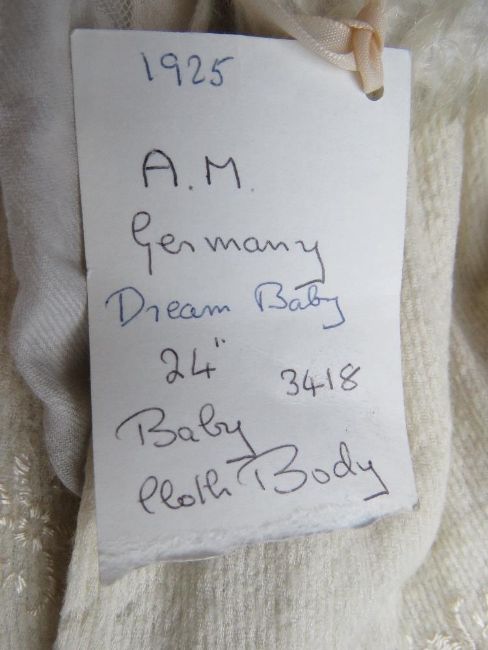 1925
A.M.
Germany
Dream Baby
24" 3418
Baby
Cloth Body